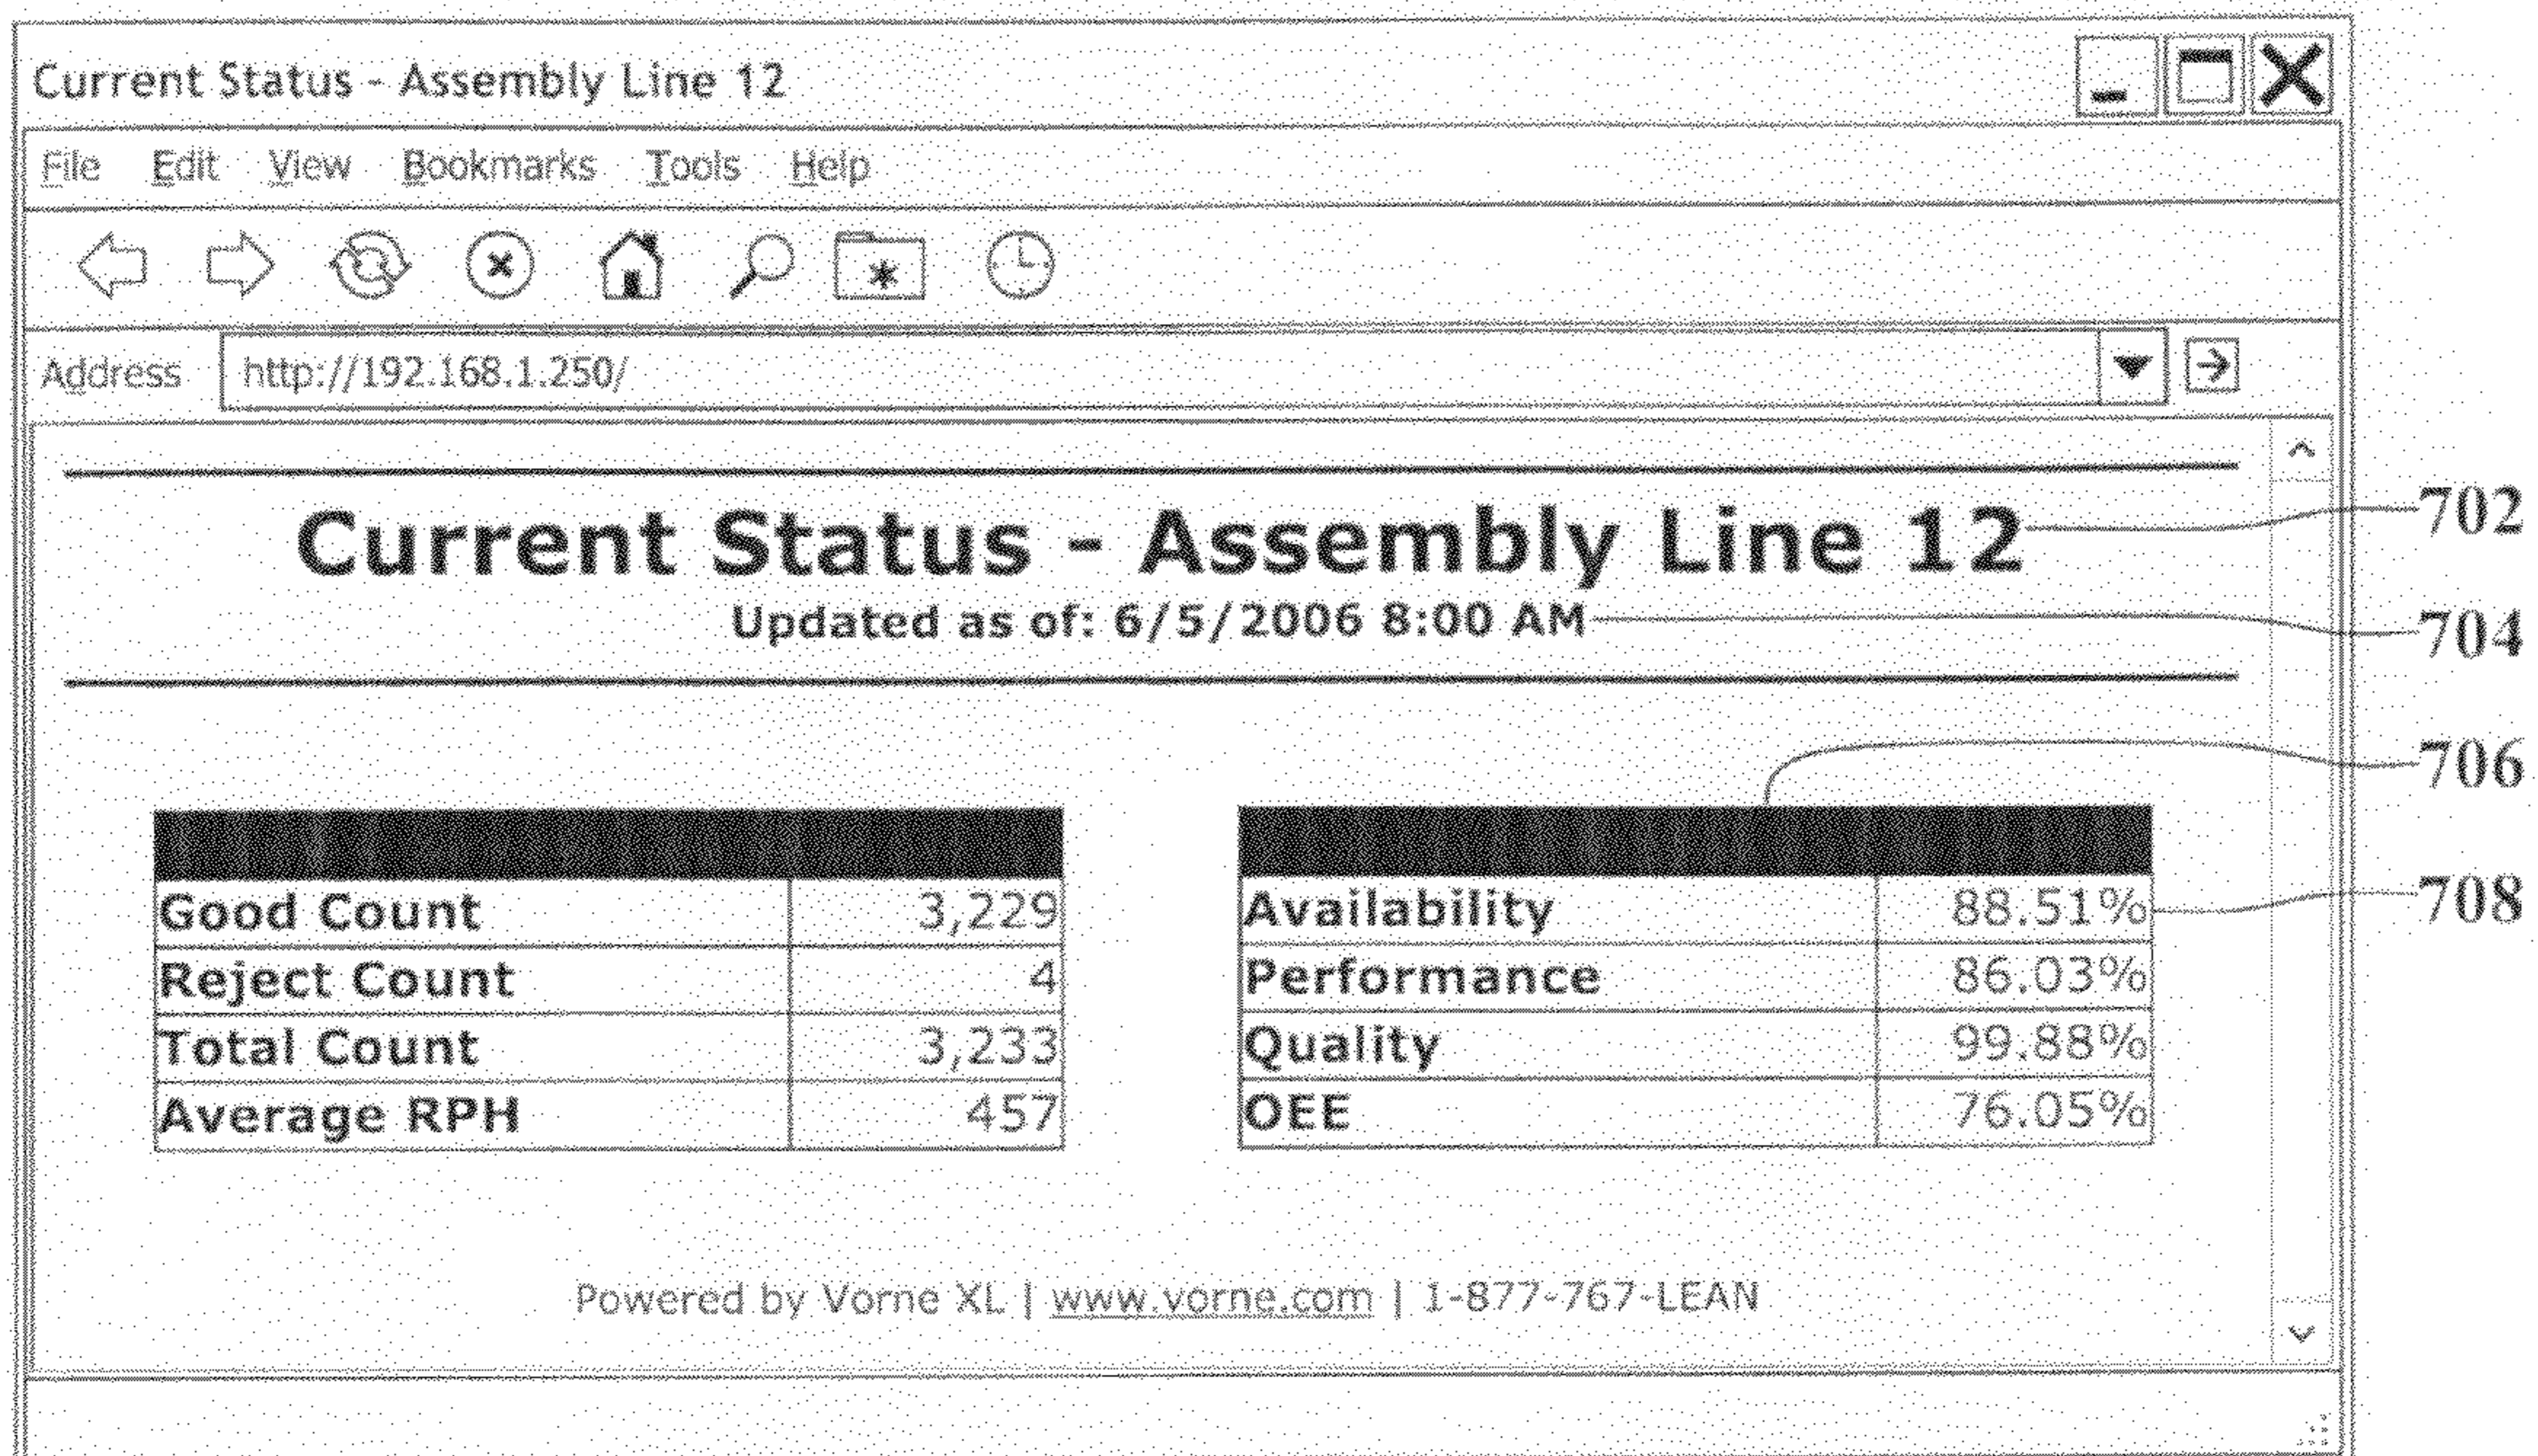 Current Status - Assembly Line 12
File Edit View Bookmarks Tools Help
Address http://192.168.1.250/
Current Status - Assembly Line 12
702
Updated as of: 6/5/2006 8:00 AM
704
706
Good Count 3,229
Reject Count 4
Total Count 3,233
Average RPH 457
Availability 88.51%
708
Performance 86.03%
Quality 99.88%
OEE 76.05%
Powered by Vorne XL | www.vorne.com | 1-877-767-LEAN